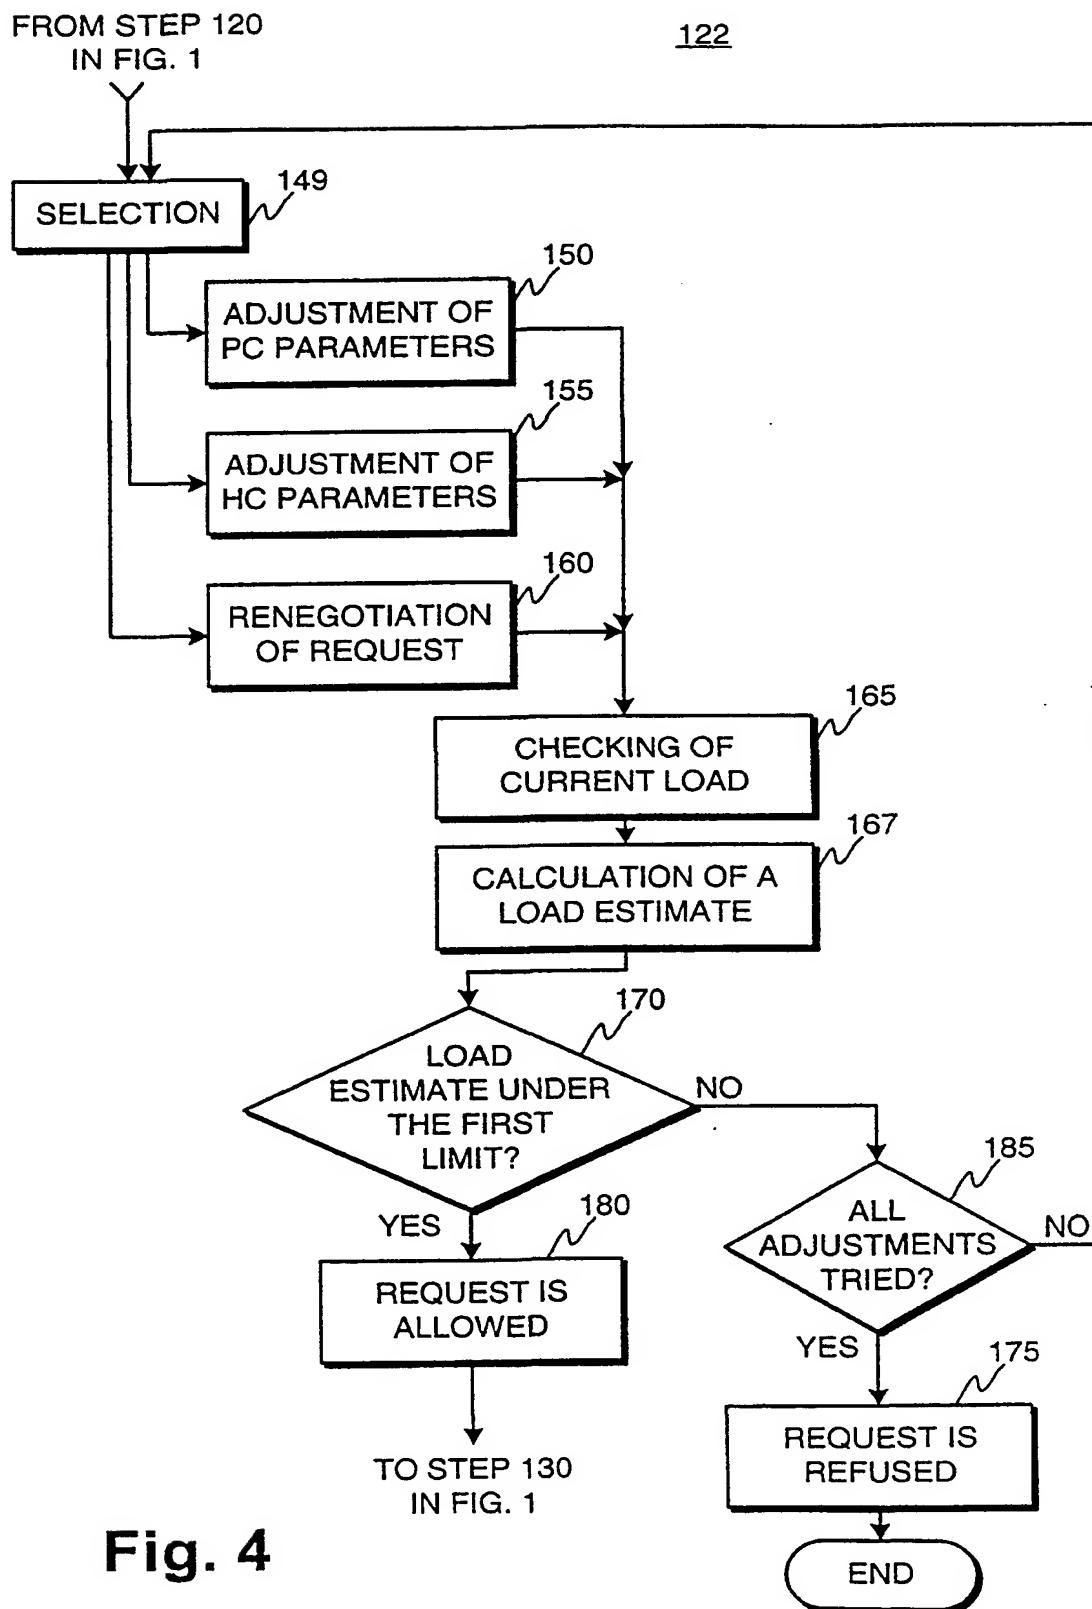 FROM STEP 120
IN FIG. 1
122
SELECTION
149
150
ADJUSTMENT OF
PC PARAMETERS
155
ADJUSTMENT OF
HC PARAMETERS
160
RENEGOTIATION
OF REQUEST
165
CHECKING OF
CURRENT LOAD
167
CALCULATION OF A
LOAD ESTIMATE
170
LOAD
ESTIMATE UNDER
THE FIRST
LIMIT?
NO
185
ALL
ADJUSTMENTS
TRIED?
NO
YES
180
REQUEST IS
ALLOWED
YES
175
REQUEST IS
REFUSED
TO STEP 130
IN FIG. 1
END
Fig. 4